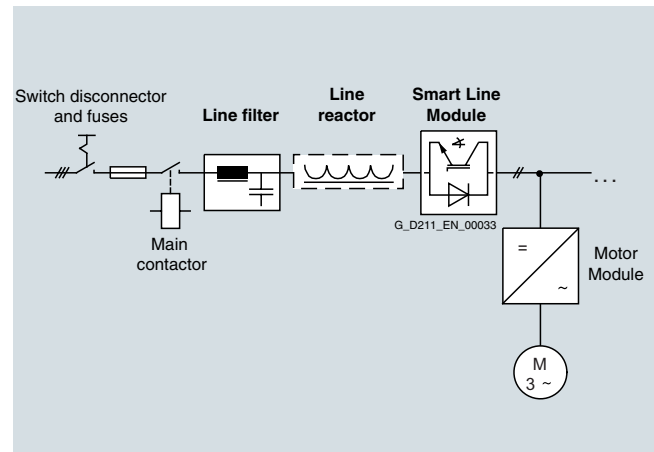 Switch disconnector
and fuses
Line filter
Line
reactor
Smart Line
Module
G_D211_EN_00033
Main
contactor
...
=
~
Motor
Module
M
3 ~